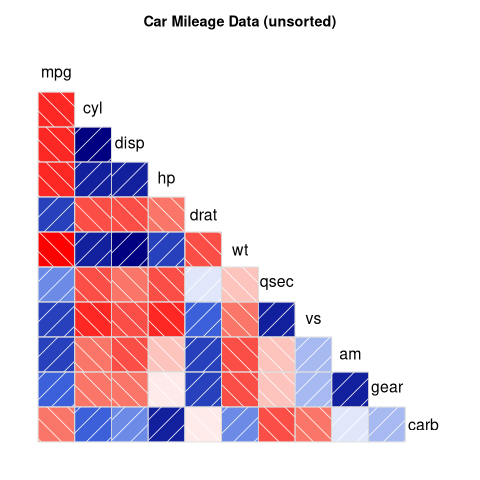 Car Mileage Data (unsorted)
mpg
cyl
disp
hp
drat
wt
qsec
vs
am
gear
carb